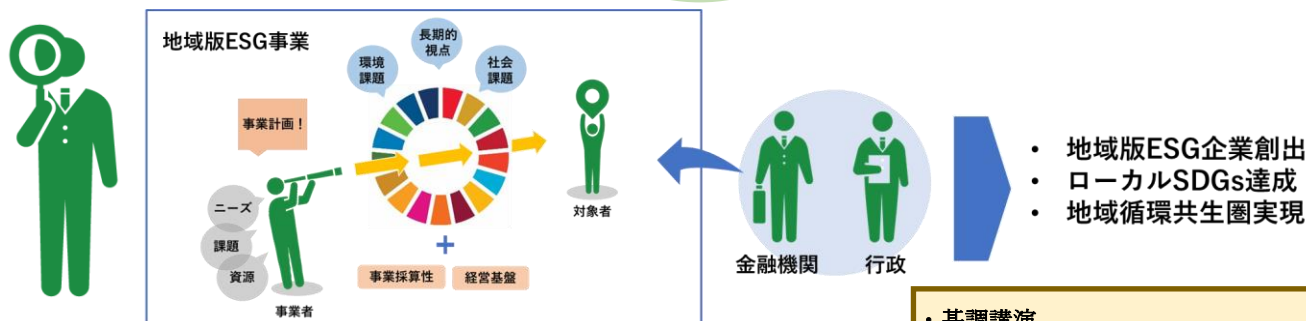 地域版ESG事業
長期的
視点
環境
課題
社会
課題
事業計画！
ニーズ
課題
資源
事業者
対象者
+
事業採算性
経営基盤
金融機関
行政
• 地域版ESG企業創出
• ローカルSDGs達成
• 地域循環共生圏実現
・基調講演